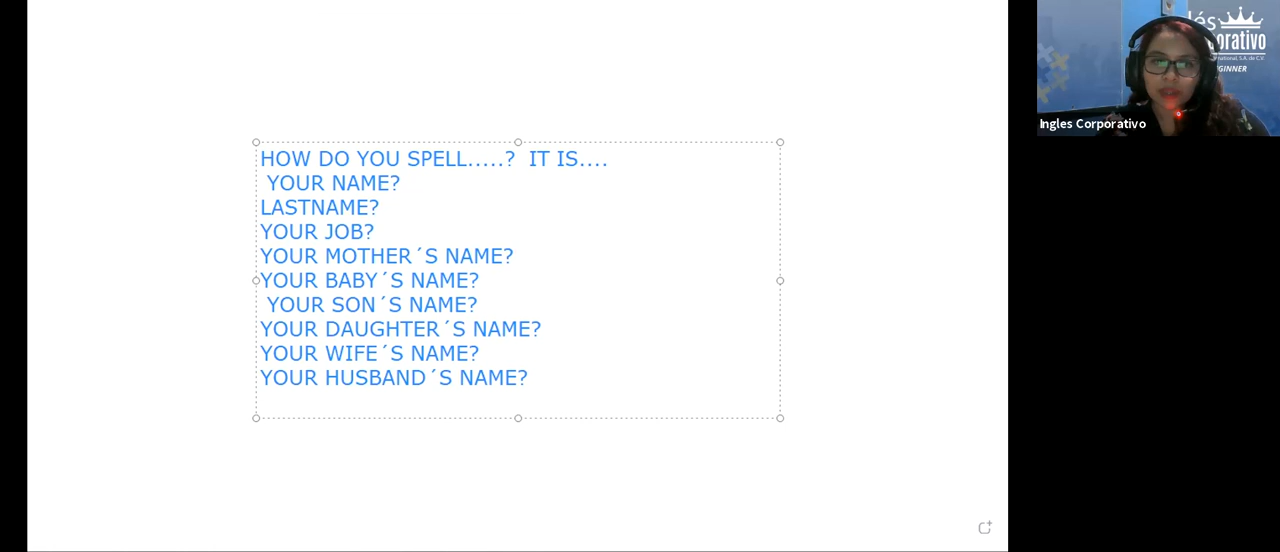 HOW DO YOU SPELL.....?  IT IS....
YOUR NAME?
LASTNAME?
YOUR JOB?
YOUR MOTHER´S NAME?
YOUR BABY´S NAME?
YOUR SON´S NAME?
YOUR DAUGHTER´S NAME?
YOUR WIFE´S NAME?
YOUR HUSBAND´S NAME?
Ingles Corporativo